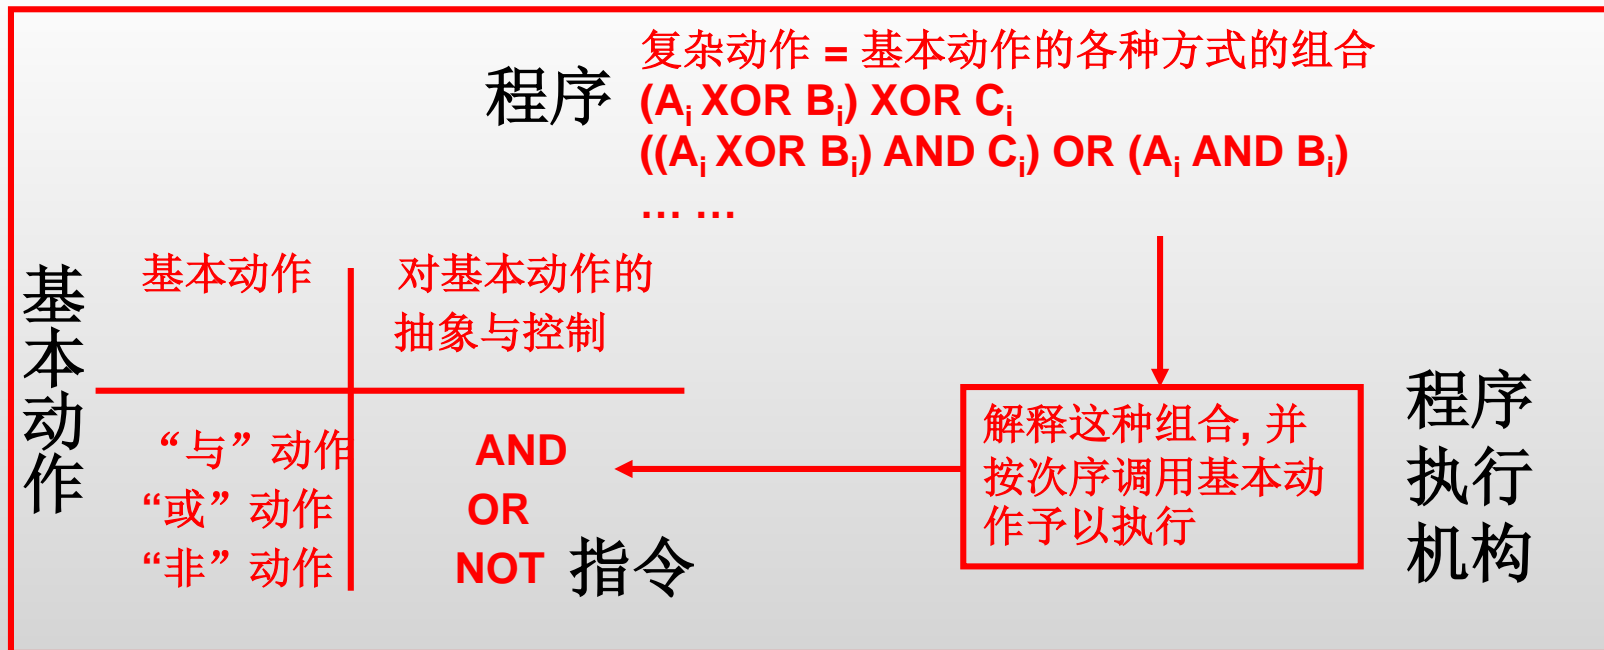 复杂动作 = 基本动作的各种方式的组合
程序
(Ai XOR Bi) XOR Ci
((Ai XOR Bi) AND Ci) OR (Ai AND Bi)
… …
基本动作
基本动作
对基本动作的
抽象与控制
“与”动作
AND
“或”动作
OR
“非”动作
NOT
指令
解释这种组合, 并
按次序调用基本动
作予以执行
程序
执行
机构